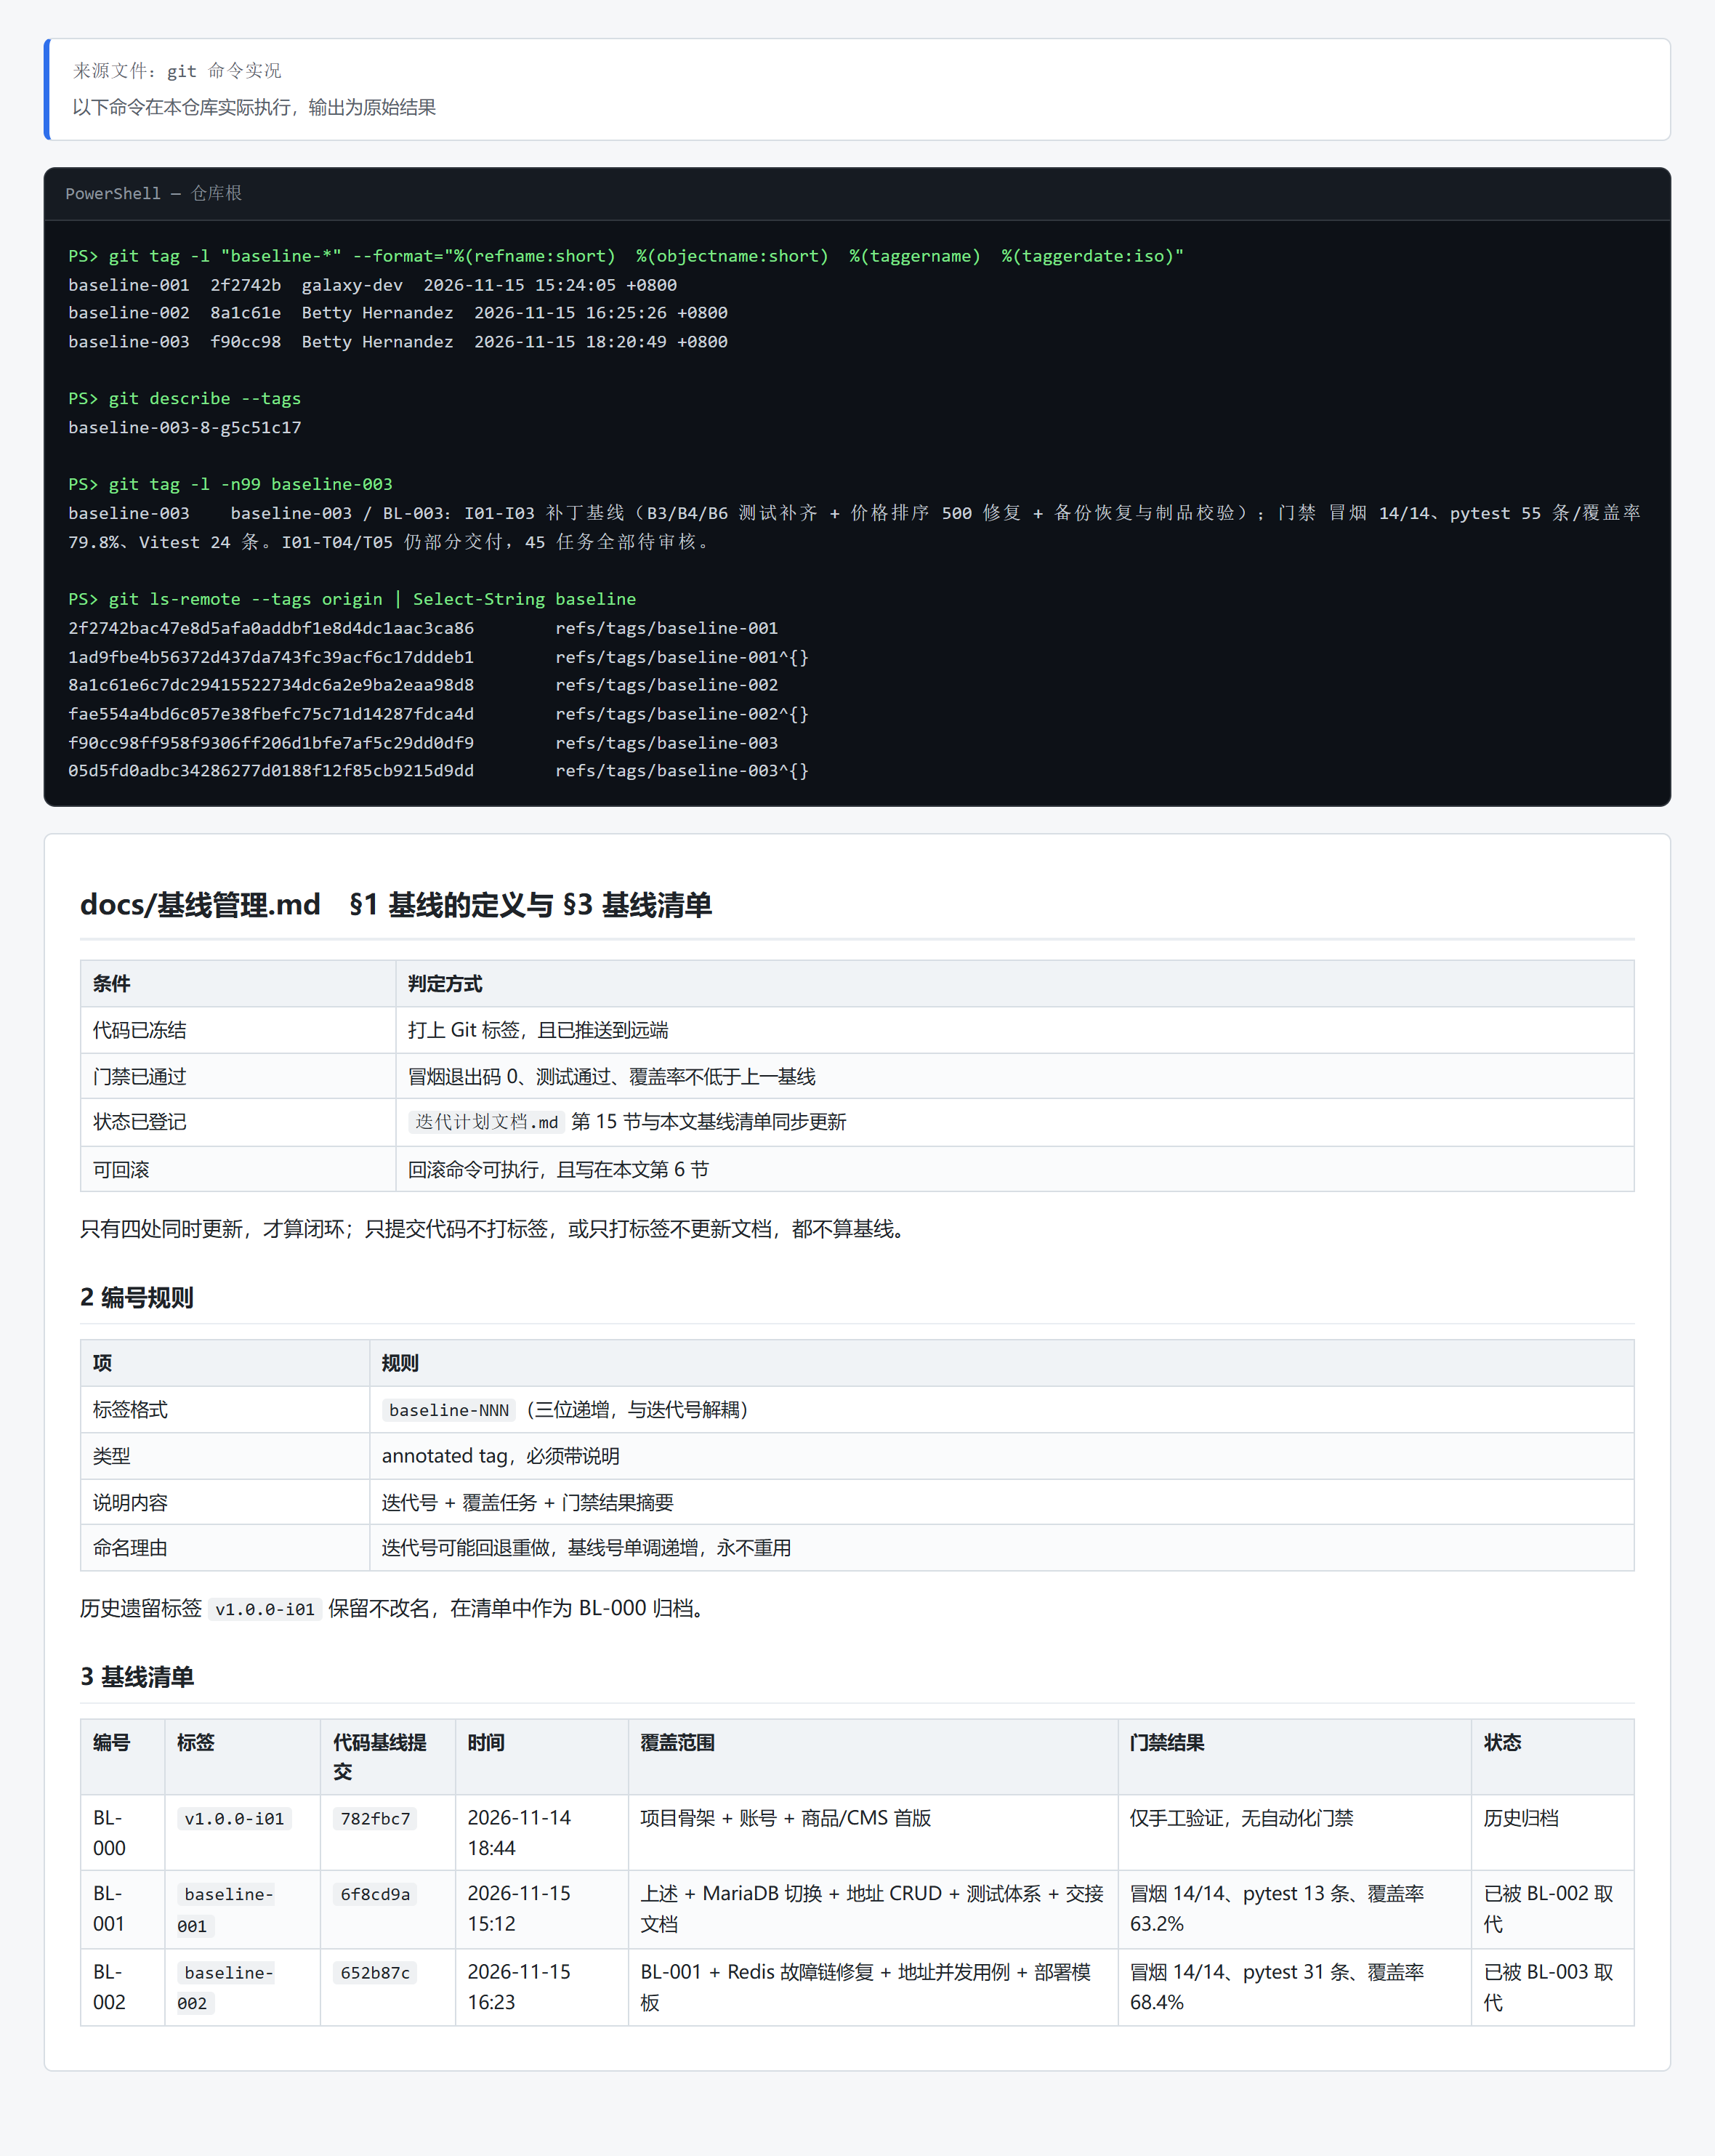 来源文件：git 命令实况
以下命令在本仓库实际执行，输出为原始结果
PowerShell — 仓库根
PS> git tag -l "baseline-*" --format="%(refname:short)  %(objectname:short)  %(taggername)  %(taggerdate:iso)"
baseline-001  2f2742b  galaxy-dev  2026-11-15 15:24:05 +0800
baseline-002  8a1c61e  Betty Hernandez  2026-11-15 16:25:26 +0800
baseline-003  f90cc98  Betty Hernandez  2026-11-15 18:20:49 +0800
PS> git describe --tags
baseline-003-8-g5c51c17
PS> git tag -l -n99 baseline-003
baseline-003    baseline-003 / BL-003：I01-I03 补丁基线（B3/B4/B6 测试补齐 + 价格排序 500 修复 + 备份恢复与制品校验）；门禁 冒烟 14/14、pytest 55 条/覆盖率
79.8%、Vitest 24 条。I01-T04/T05 仍部分交付，45 任务全部待审核。
PS> git ls-remote --tags origin | Select-String baseline
2f2742bac47e8d5afa0addbf1e8d4dc1aac3ca86        refs/tags/baseline-001
1ad9fbe4b56372d437da743fc39acf6c17dddeb1        refs/tags/baseline-001^{}
8a1c61e6c7dc29415522734dc6a2e9ba2eaa98d8        refs/tags/baseline-002
fae554a4bd6c057e38fbefc75c71d14287fdca4d        refs/tags/baseline-002^{}
f90cc98ff958f9306ff206d1bfe7af5c29dd0df9        refs/tags/baseline-003
05d5fd0adbc34286277d0188f12f85cb9215d9dd        refs/tags/baseline-003^{}
docs/基线管理.md　§1 基线的定义与 §3 基线清单
条件 判定方式
代码已冻结 打上 Git 标签，且已推送到远端
门禁已通过 冒烟退出码 0、测试通过、覆盖率不低于上一基线
状态已登记 迭代计划文档.md 第 15 节与本文基线清单同步更新
可回滚 回滚命令可执行，且写在本文第 6 节
只有四处同时更新，才算闭环；只提交代码不打标签，或只打标签不更新文档，都不算基线。
2 编号规则
项 规则
标签格式 baseline-NNN（三位递增，与迭代号解耦）
类型 annotated tag，必须带说明
说明内容 迭代号 + 覆盖任务 + 门禁结果摘要
命名理由 迭代号可能回退重做，基线号单调递增，永不重用
历史遗留标签 v1.0.0-i01 保留不改名，在清单中作为 BL-000 归档。
3 基线清单
编号 标签 代码基线提 时间 覆盖范围 门禁结果 状态
交
BL- v1.0.0-i01 782fbc7 2026-11-14 项目骨架 + 账号 + 商品/CMS 首版 仅手工验证，无自动化门禁 历史归档
000 18:44
BL- baseline- 6f8cd9a 2026-11-15 上述 + MariaDB 切换 + 地址 CRUD + 测试体系 + 交接 冒烟 14/14、pytest 13 条、覆盖率 已被 BL-002 取
001 001 15:12 文档 63.2% 代
BL- baseline- 652b87c 2026-11-15 BL-001 + Redis 故障链修复 + 地址并发用例 + 部署模 冒烟 14/14、pytest 31 条、覆盖率 已被 BL-003 取
002 002 16:23 板 68.4% 代